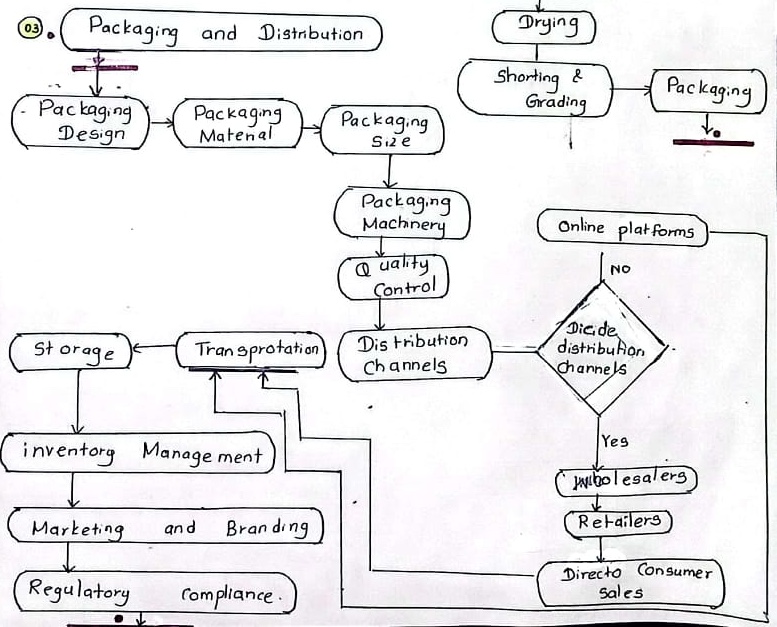 03. Packaging and Distribution
Packaging
Design
Packaging
Material
Packaging
Size
Packaging
Machinery
Quality
Control
Distribution
Channels
Drying
Shorting &
Grading
Packaging
Online platforms
NO
Dicide
distribution
channels
Yes
Wholesalers
Retailers
Directo Consumer
Sales
Transprotation
Storage
inventory Management
Marketing and Branding
Regulatory compliance.